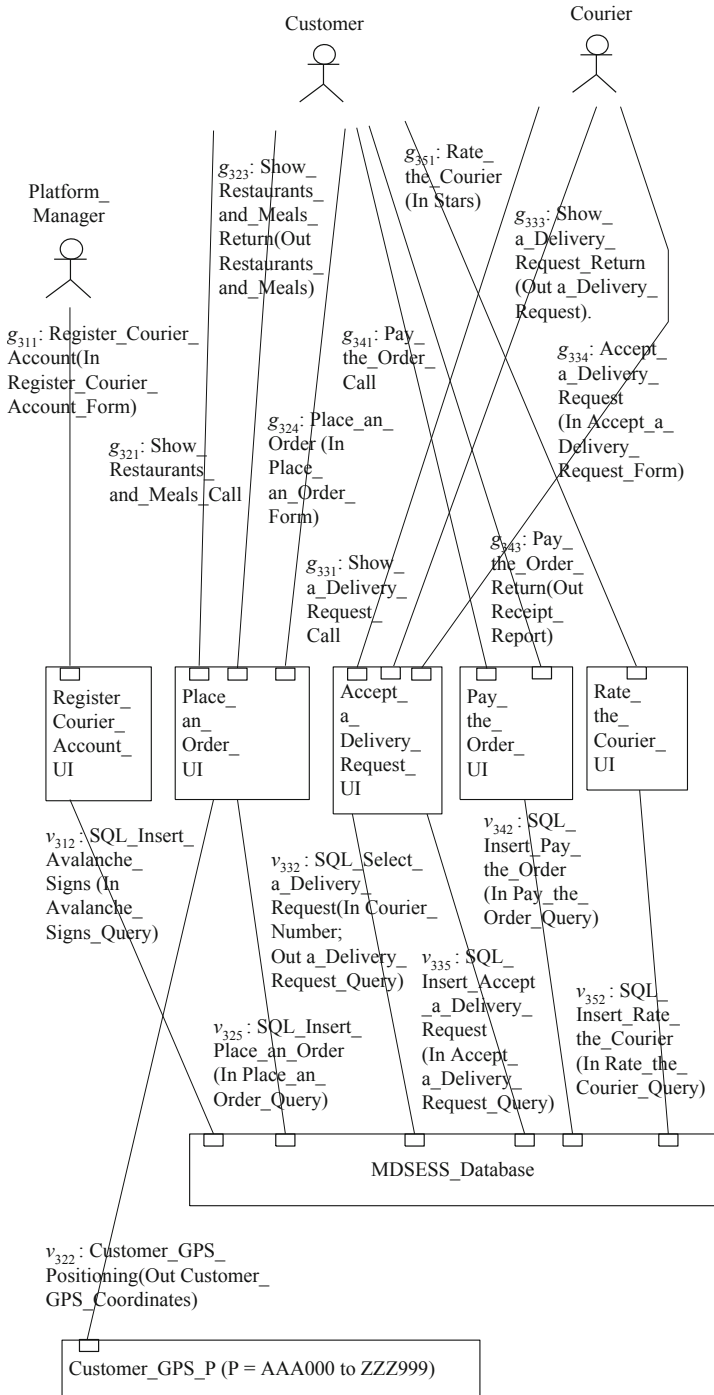 Customer
Courier
Platform_
Manager
g323: Show_
Restaurants_
and_Meals_
Return(Out
Restaurants_
and_Meals)
g351: Rate_
the_Courier
(In Stars)
g333: Show_
a_Delivery_
Request_Return
(Out a_Delivery_
Request).
g311: Register_Courier_
Account(In
Register_Courier_
Account_Form)
g341: Pay_
the_Order_
Call
g334: Accept_
a_Delivery_
Request
(In Accept_a_
Delivery_
Request_Form)
g321: Show_
Restaurants_
and_Meals_Call
g324: Place_an_
Order (In
Place_
an_Order_
Form)
g331: Show_
a_Delivery_
Request_
Call
g343: Pay_
the_Order_
Return(Out
Receipt_
Report)
Register_
Courier_
Account_
UI
Place_
an_
Order_
UI
Accept_
a_
Delivery_
Request_
UI
Pay_
the_
Order_
UI
Rate_
the_
Courier_
UI
v312: SQL_Insert_
Avalanche_
Signs (In
Avalanche_
Signs_Query)
v332: SQL_Select_
a_Delivery_
Request(In Courier_
Number;
Out a_Delivery_
Request_Query)
v342: SQL_
Insert_Pay_
the_Order
(In Pay_the_
Order_Query)
v325: SQL_Insert_
Place_an_Order
(In Place_an_
Order_Query)
v335: SQL_
Insert_Accept
_a_Delivery_
Request
(In Accept_
a_Delivery_
Request_Query)
v352: SQL_
Insert_Rate_
the_Courier
(In Rate_the_
Courier_Query)
MDSESS_Database
v322: Customer_GPS_
Positioning(Out Customer_
GPS_Coordinates)
Customer_GPS_P (P = AAA000 to ZZZ999)